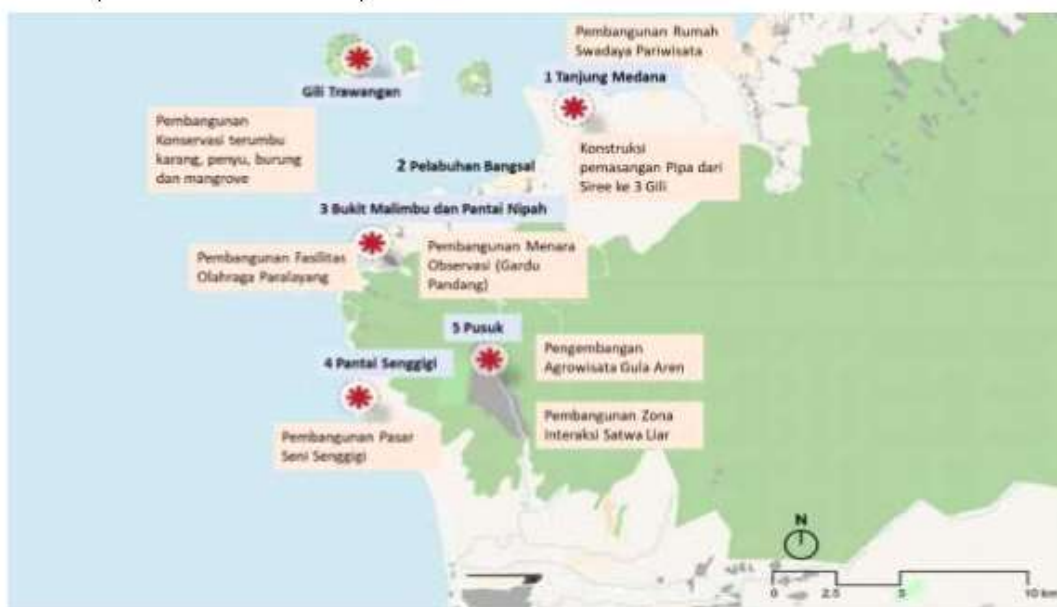 Pembangunan Rumah
Swadaya Pariwisata
1 Tanjung Medana
Gili Trawangan
Pembangunan
Konservasi terumbu
karang, penyu, burung
dan mangrove
Konstruksi
pemasangan Pipa dari
Siree ke 3 Gili
2 Pelabuhan Bangsal
3 Bukit Malimbu dan Pantai Nipah
Pembangunan Fasilitas
Olahraga Paralayang
Pembangunan Menara
Observasi (Gardu
Pandang)
5 Pusuk
4 Pantai Senggigi
Pengembangan
Agrowisata Gula Aren
Pembangunan Zona
Interaksi Satwa Liar
Pembangunan Pasar
Seni Senggigi
N
0 2.5 5 10 km